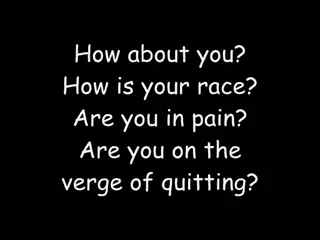 How about you?
How is your race?
Are you in pain?
Are you on the
verge of quitting?